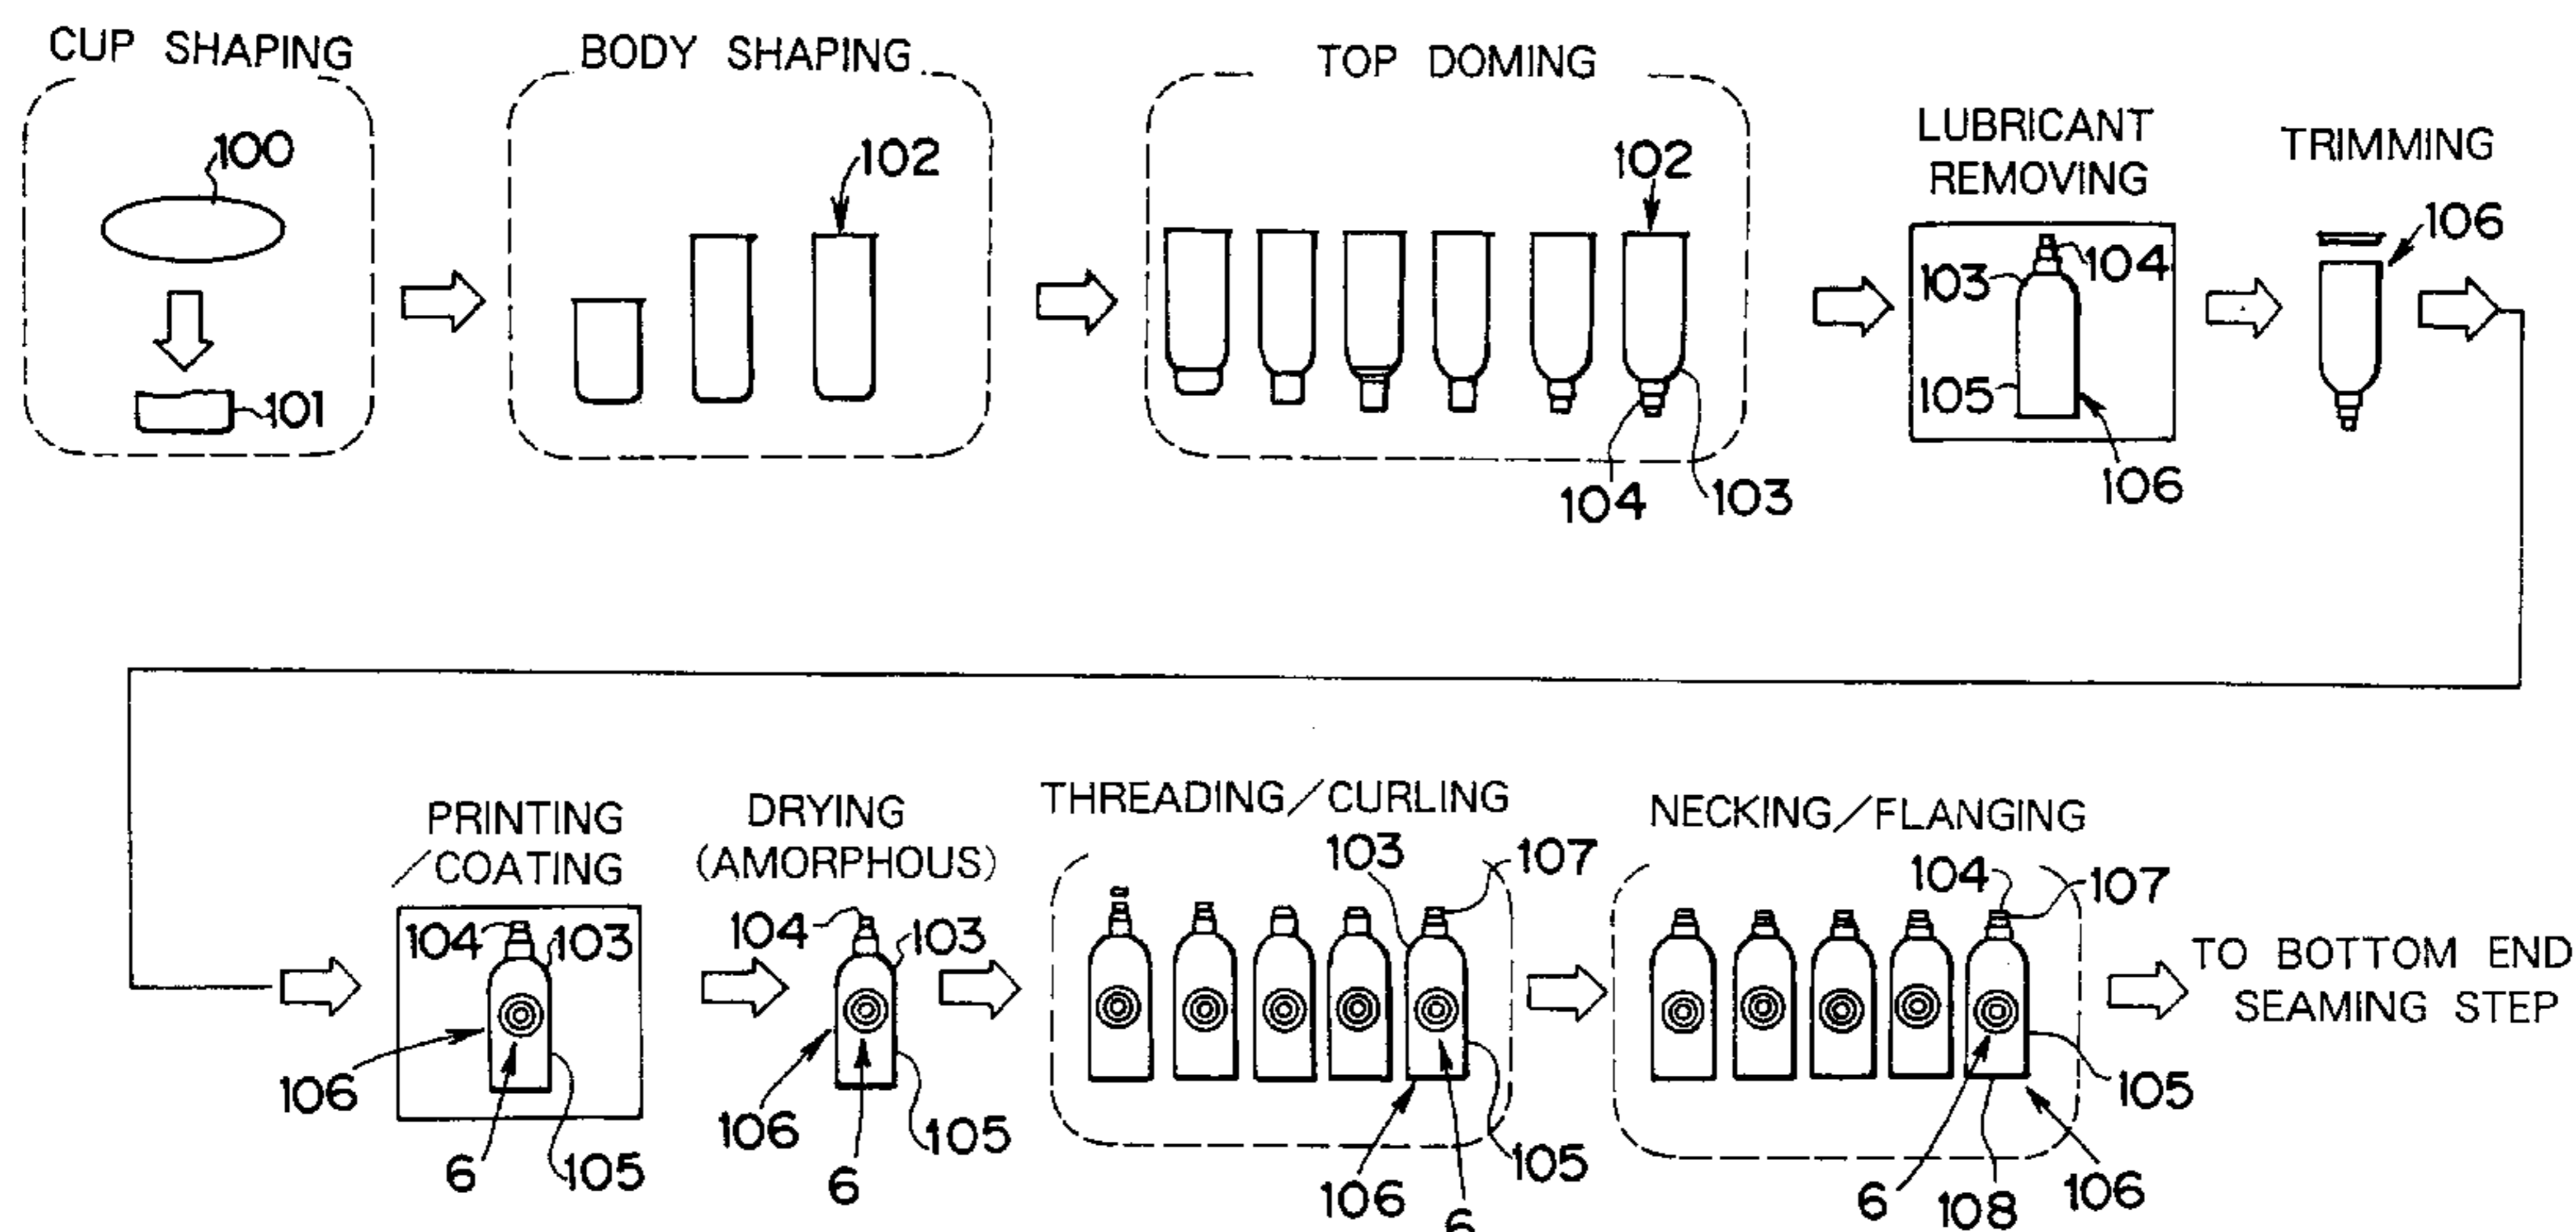 CUP SHAPING
BODY SHAPING
TOP DOMING
LUBRICANT
REMOVING
TRIMMING
100
101
102
102
104
103
103
104
105
106
106
PRINTING
/COATING
DRYING
(AMORPHOUS)
THREADING/CURLING
NECKING/FLANGING
104
103
106
6
105
104
103
106
6
105
103
107
106
6
105
104
107
6
108
106
105
TO BOTTOM END
SEAMING STEP